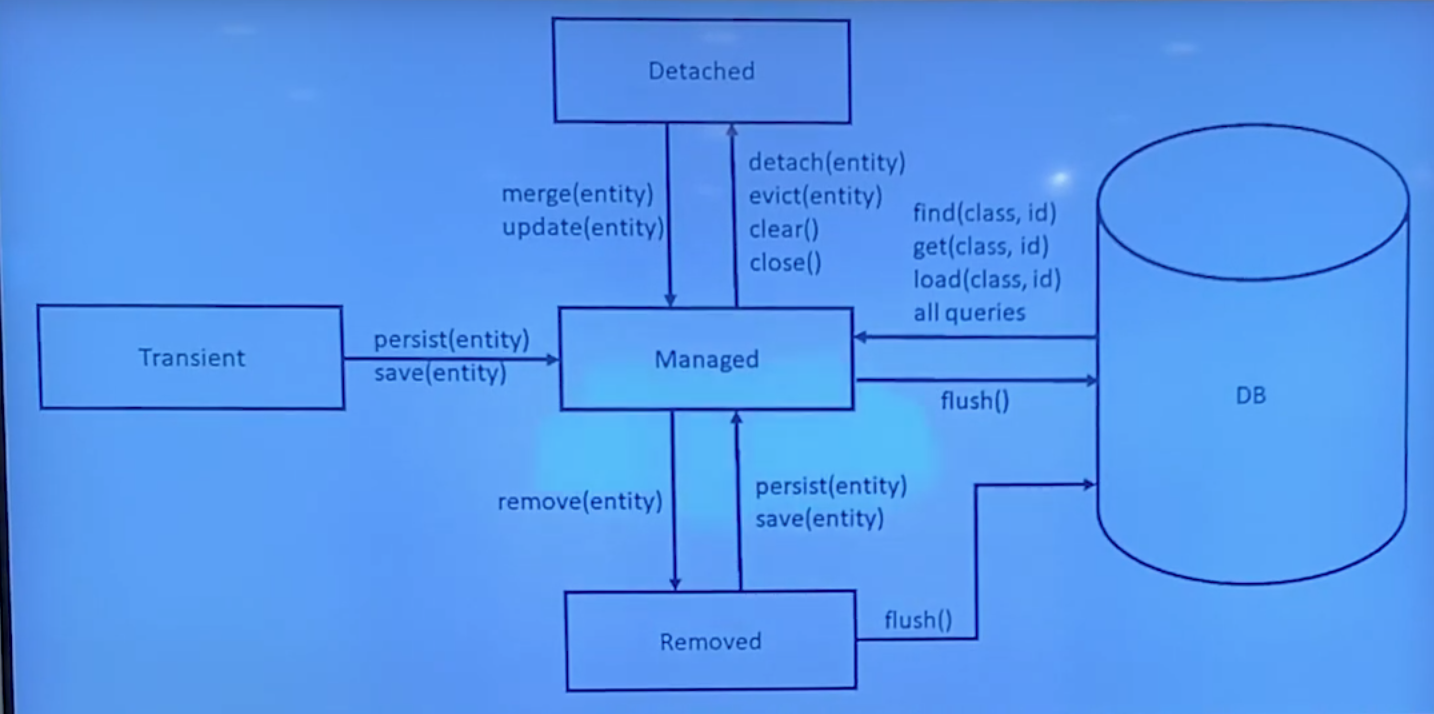 Detached
merge(entity)
update(entity)
detach(entity)
evict(entity)
clear()
close()
find(class, id)
get(class, id)
load(class, id)
all queries
Transient
persist(entity)
save(entity)
Managed
flush()
DB
remove(entity)
persist(entity)
save(entity)
Removed
flush()